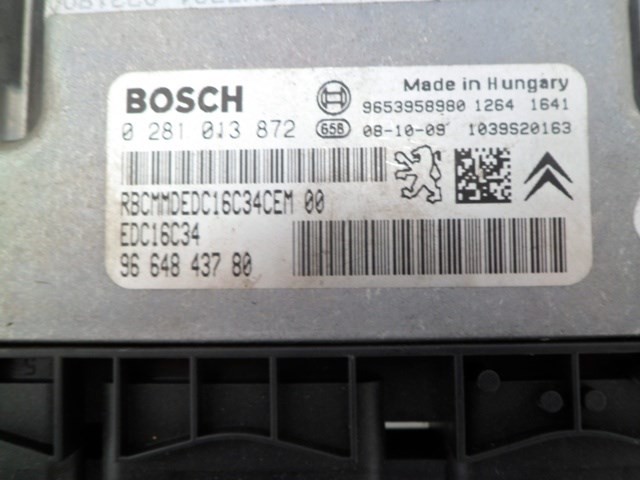 BOSCH
Made in Hungary
9653958980 1264 1641
0 281 013 872
658 08-10-09 1039S20163
RBCMMDEDC16C34CEM 00
EDC16C34
96 648 437 80